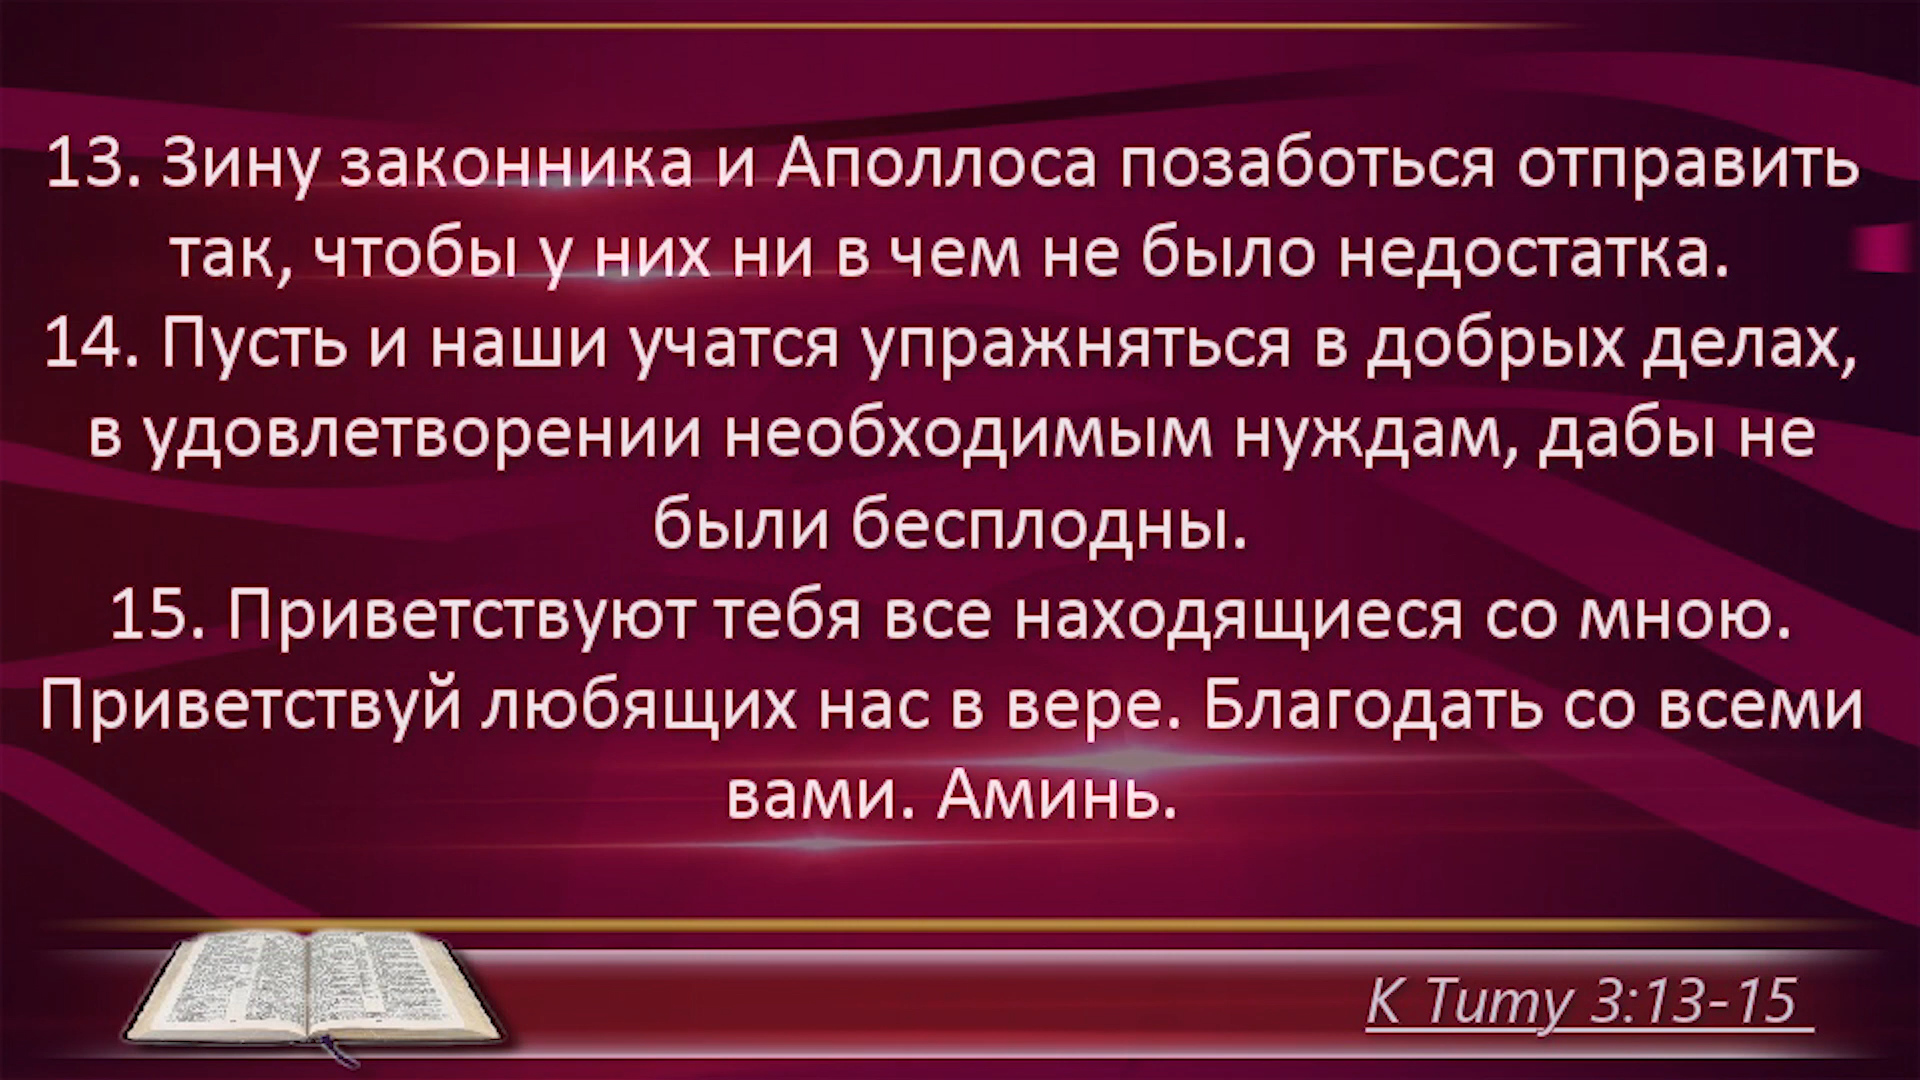 13. Зину законника и Аполлоса позаботься отправить
так, чтобы у них ни в чем не было недостатка.
14. Пусть и наши учатся упражняться в добрых делах,
в удовлетворении необходимым нуждам, дабы не
были бесплодны.
15. Приветствуют тебя все находящиеся со мною.
Приветствуй любящих нас в вере. Благодать со всеми
вами. Аминь.
К Титу 3:13-15